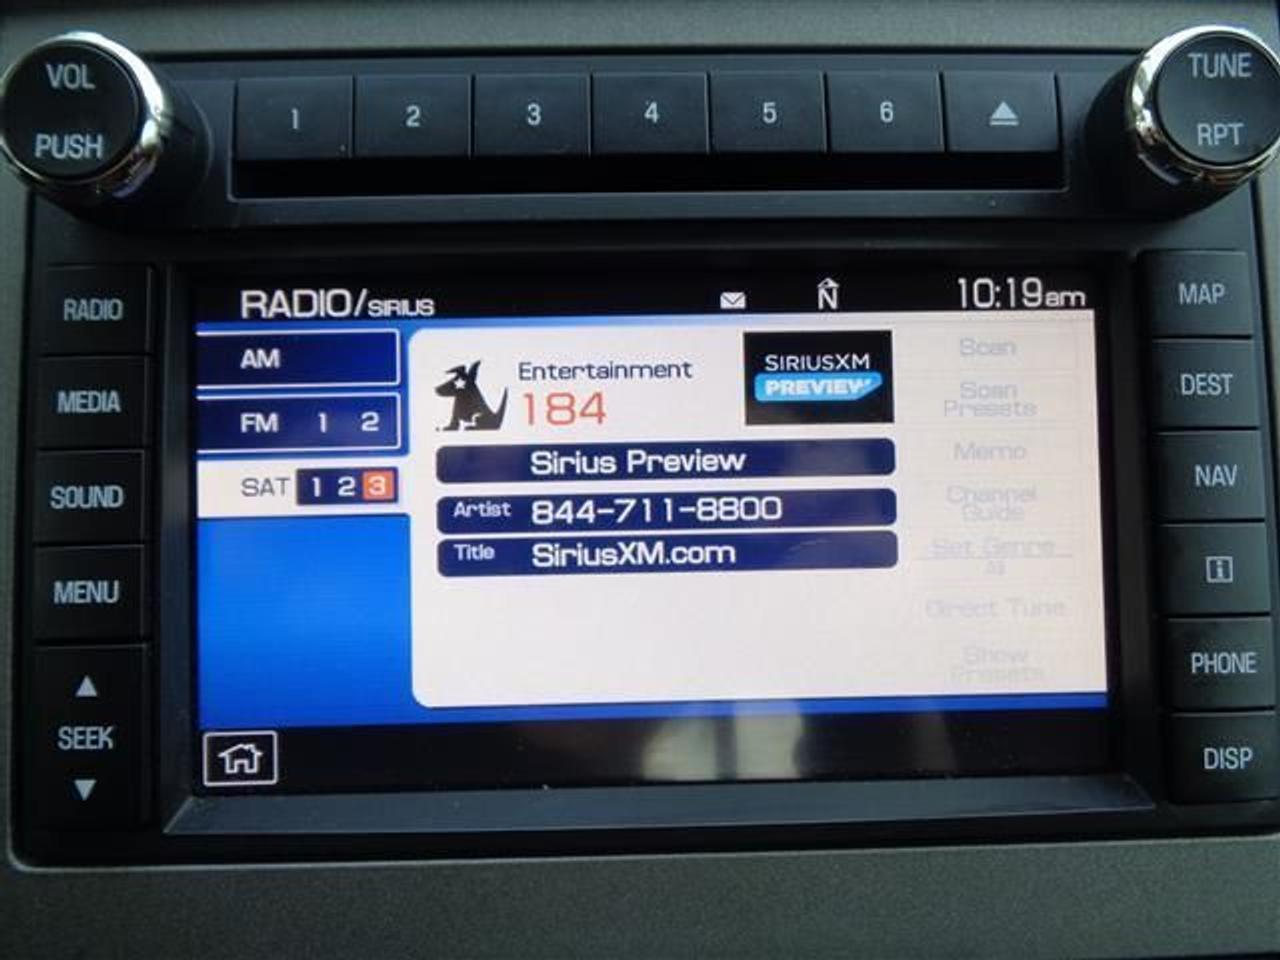 VOL
PUSH
1 2 3 4 5 6
TUNE
RPT
RADIO
MEDIA
SOUND
MENU
SEEK
RADIO/SIRIUS
N
10:19am
AM
FM 1 2
SAT 1 2 3
Entertainment
184
SIRIUSXM
PREVIEW
Sirius Preview
Artist 844-711-8800
Title SiriusXM.com
Scan
Scan
Presets
Memo
Channel
Guide
Set Genre
All
Direct Tune
Show
Presets
MAP
DEST
NAV
i
PHONE
DISP